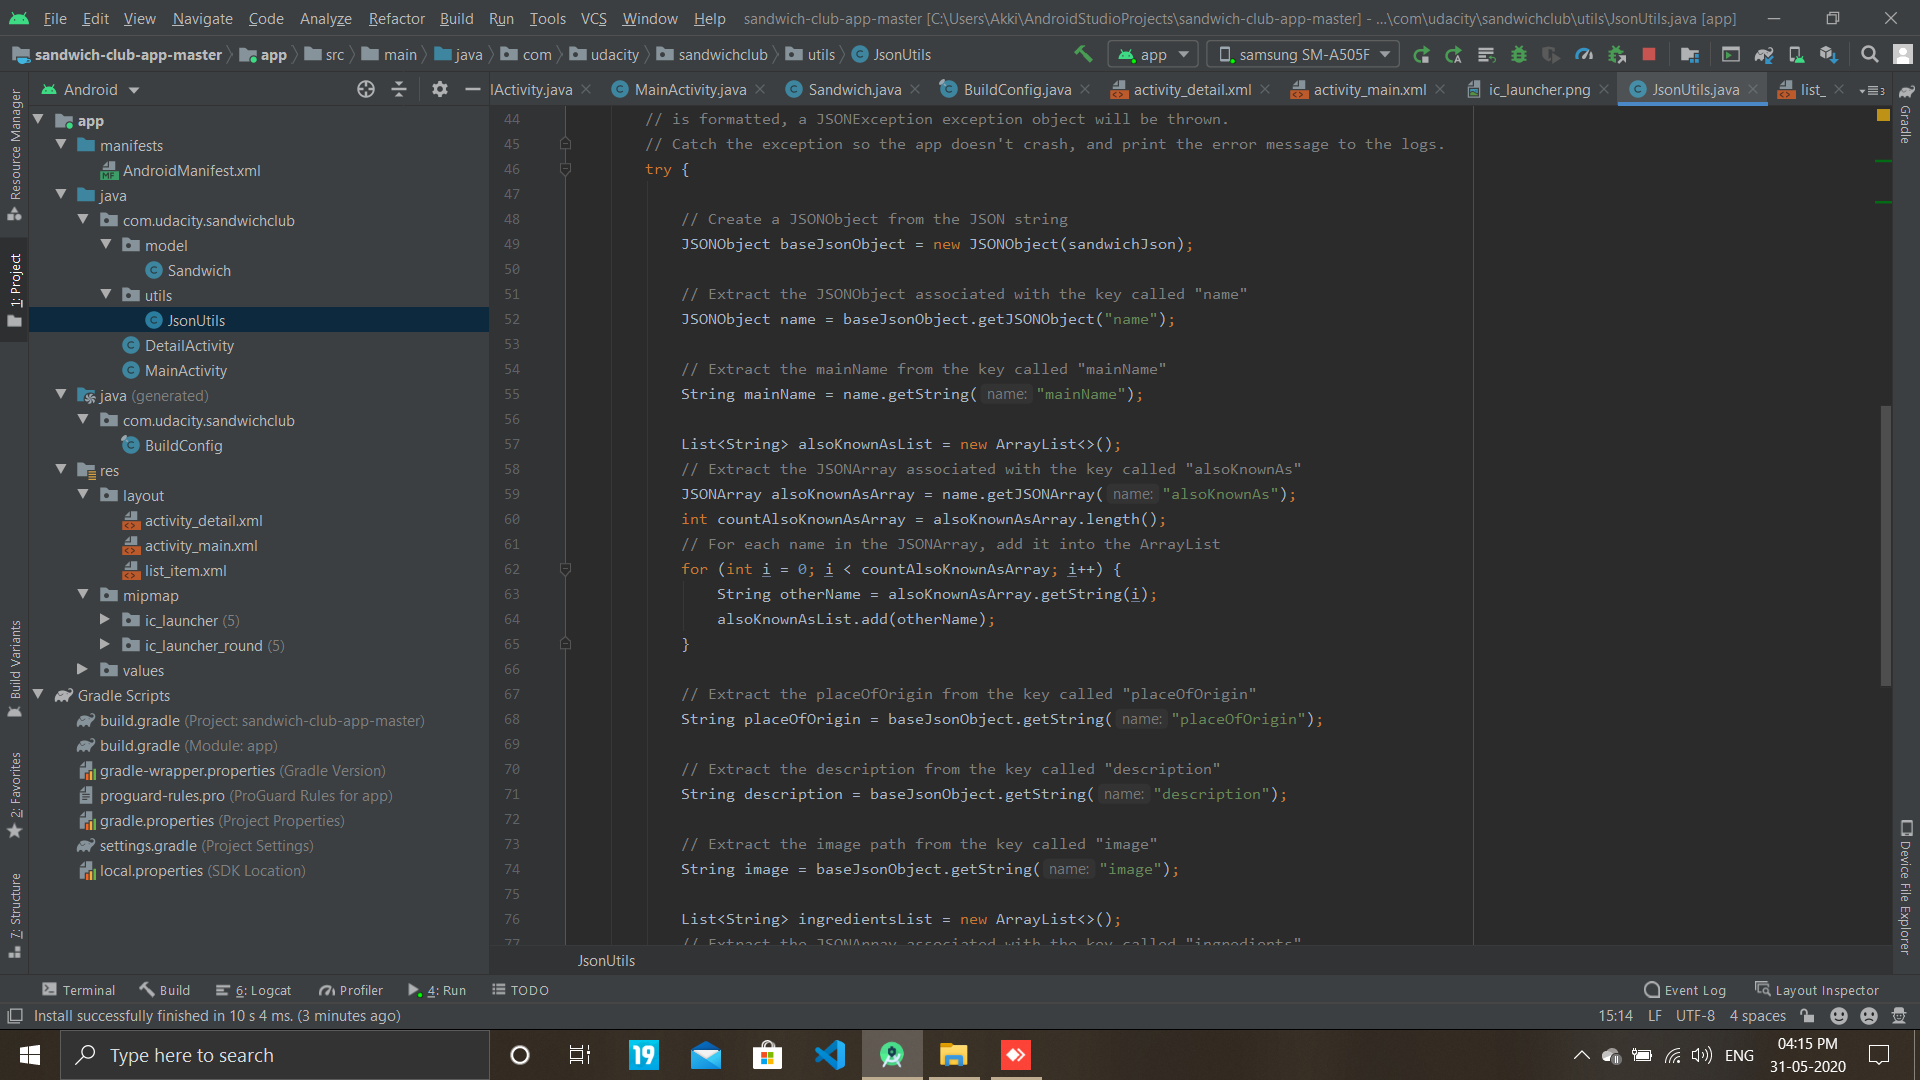 File Edit View Navigate Code Analyze Refactor Build Run Tools VCS Window Help sandwich-club-app-master [C:\Users\Akki\AndroidStudioProjects\sandwich-club-app-master] - ...\com\udacity\sandwichclub\utils\JsonUtils.java [app]
sandwich-club-app-master app src main java com udacity sandwichclub utils JsonUtils app samsung SM-A505F
Android lActivity.java MainActivity.java Sandwich.java BuildConfig.java activity_detail.xml activity_main.xml ic_launcher.png JsonUtils.java list_ 3
Resource Manager
1: Project
Build Variants
2: Favorites
7: Structure
app
manifests
AndroidManifest.xml
java
com.udacity.sandwichclub
model
Sandwich
utils
JsonUtils
DetailActivity
MainActivity
java (generated)
com.udacity.sandwichclub
BuildConfig
res
layout
activity_detail.xml
activity_main.xml
list_item.xml
mipmap
ic_launcher (5)
ic_launcher_round (5)
values
Gradle Scripts
build.gradle (Project: sandwich-club-app-master)
build.gradle (Module: app)
gradle-wrapper.properties (Gradle Version)
proguard-rules.pro (ProGuard Rules for app)
gradle.properties (Project Properties)
settings.gradle (Project Settings)
local.properties (SDK Location)
44 // is formatted, a JSONException exception object will be thrown.
45 // Catch the exception so the app doesn't crash, and print the error message to the logs.
46 try {
47
48 // Create a JSONObject from the JSON string
49 JSONObject baseJsonObject = new JSONObject(sandwichJson);
50
51 // Extract the JSONObject associated with the key called "name"
52 JSONObject name = baseJsonObject.getJSONObject("name");
53
54 // Extract the mainName from the key called "mainName"
55 String mainName = name.getString( name: "mainName");
56
57 List<String> alsoKnownAsList = new ArrayList<>();
58 // Extract the JSONArray associated with the key called "alsoKnownAs"
59 JSONArray alsoKnownAsArray = name.getJSONArray( name: "alsoKnownAs");
60 int countAlsoKnownAsArray = alsoKnownAsArray.length();
61 // For each name in the JSONArray, add it into the ArrayList
62 for (int i = 0; i < countAlsoKnownAsArray; i++) {
63 String otherName = alsoKnownAsArray.getString(i);
64 alsoKnownAsList.add(otherName);
65 }
66
67 // Extract the placeOfOrigin from the key called "placeOfOrigin"
68 String placeOfOrigin = baseJsonObject.getString( name: "placeOfOrigin");
69
70 // Extract the description from the key called "description"
71 String description = baseJsonObject.getString( name: "description");
72
73 // Extract the image path from the key called "image"
74 String image = baseJsonObject.getString( name: "image");
75
76 List<String> ingredientsList = new ArrayList<>();
77 // Extract the JSONArray associated with the key called "ingredients"
JsonUtils
Gradle
Device File Explorer
Terminal Build 6: Logcat Profiler 4: Run TODO Event Log Layout Inspector
Install successfully finished in 10 s 4 ms. (3 minutes ago) 15:14 LF UTF-8 4 spaces
Type here to search 19 ENG 04:15 PM
31-05-2020